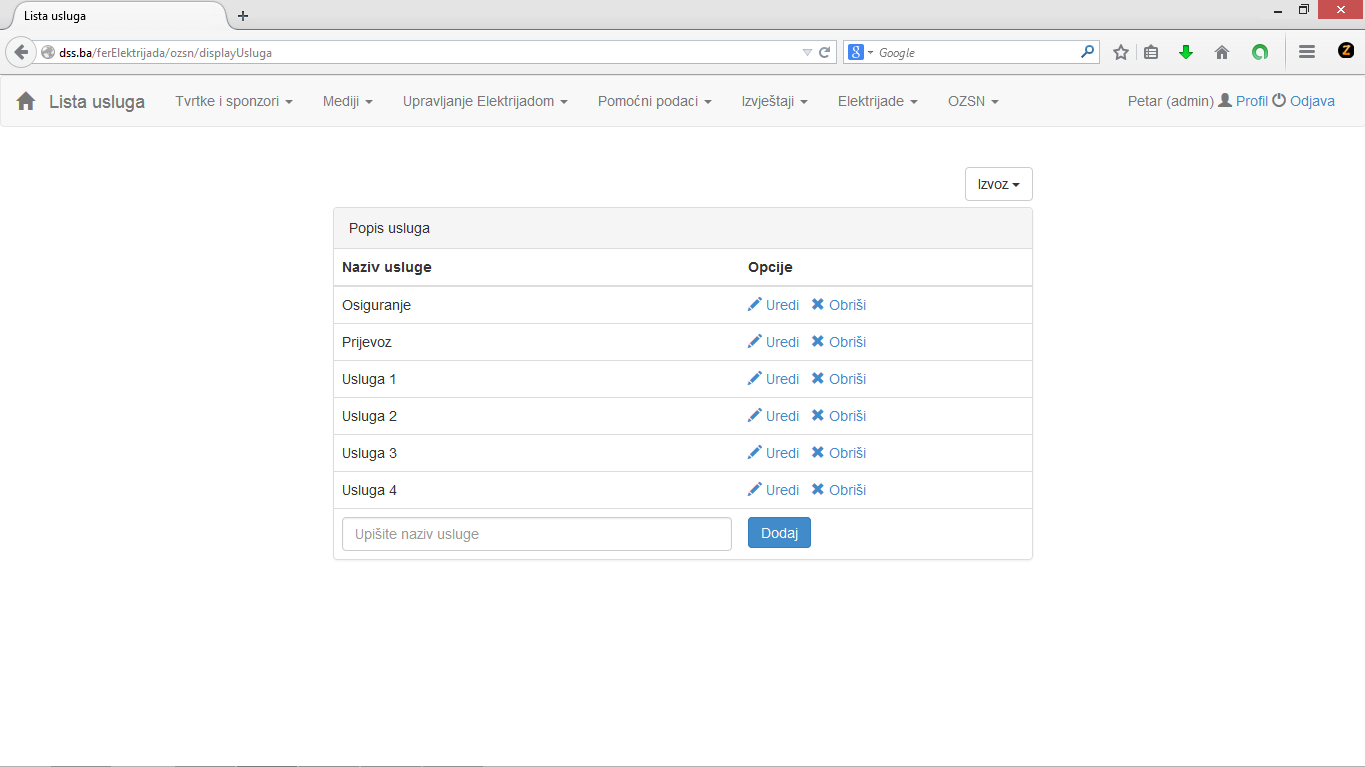 Lista usluga
dss.ba/ferElektrijada/ozsn/displayUsluga Google
Lista usluga Tvrtke i sponzori Mediji Upravljanje Elektrijadom Pomoćni podaci Izvještaji Elektrijade OZSN Petar (admin) Profil Odjava
Izvoz
Popis usluga
Naziv usluge Opcije
Osiguranje Uredi Obriši
Prijevoz Uredi Obriši
Usluga 1 Uredi Obriši
Usluga 2 Uredi Obriši
Usluga 3 Uredi Obriši
Usluga 4 Uredi Obriši
Upišite naziv usluge Dodaj